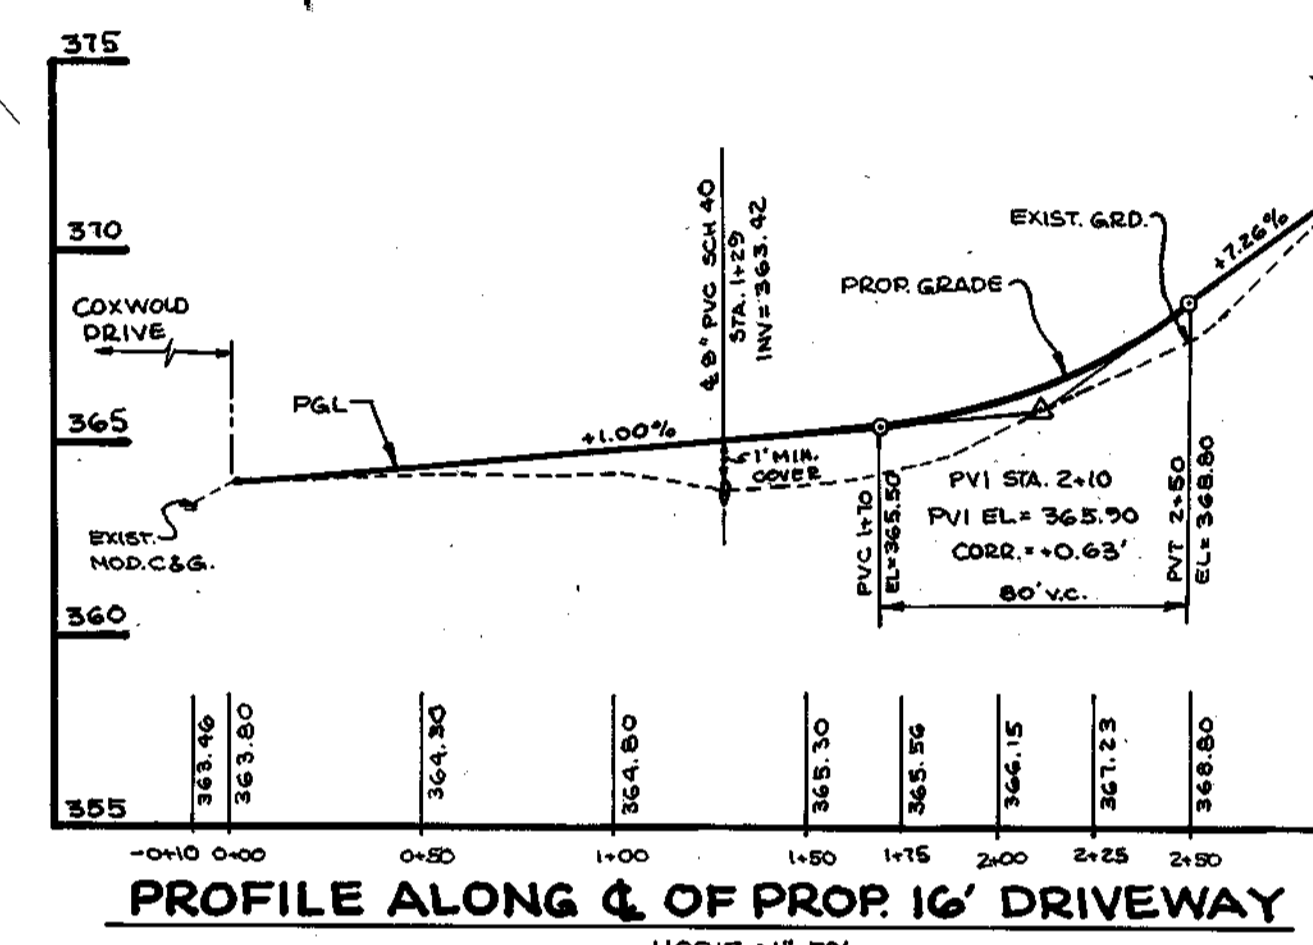 375
370
365
360
355
COXWOLD
DRIVE
PGL
+1.00%
EXIST.
MOD. C&G.
℄ 8" PVC SCH 40
STA. 1+29
INV= 363.42
1' MIN.
COVER
PROP. GRADE
EXIST. GRD.
+7.26%
PVC 1+70
EL=365.50
PVI STA. 2+10
PVI EL= 365.90
CORR. = +0.63'
80' V.C.
PVT 2+50
EL= 368.80
363.46
363.80
364.30
364.80
365.30
365.56
366.15
367.23
368.80
-0+10 0+00 0+50 1+00 1+50 1+75 2+00 2+25 2+50
PROFILE ALONG ℄ OF PROP. 16' DRIVEWAY